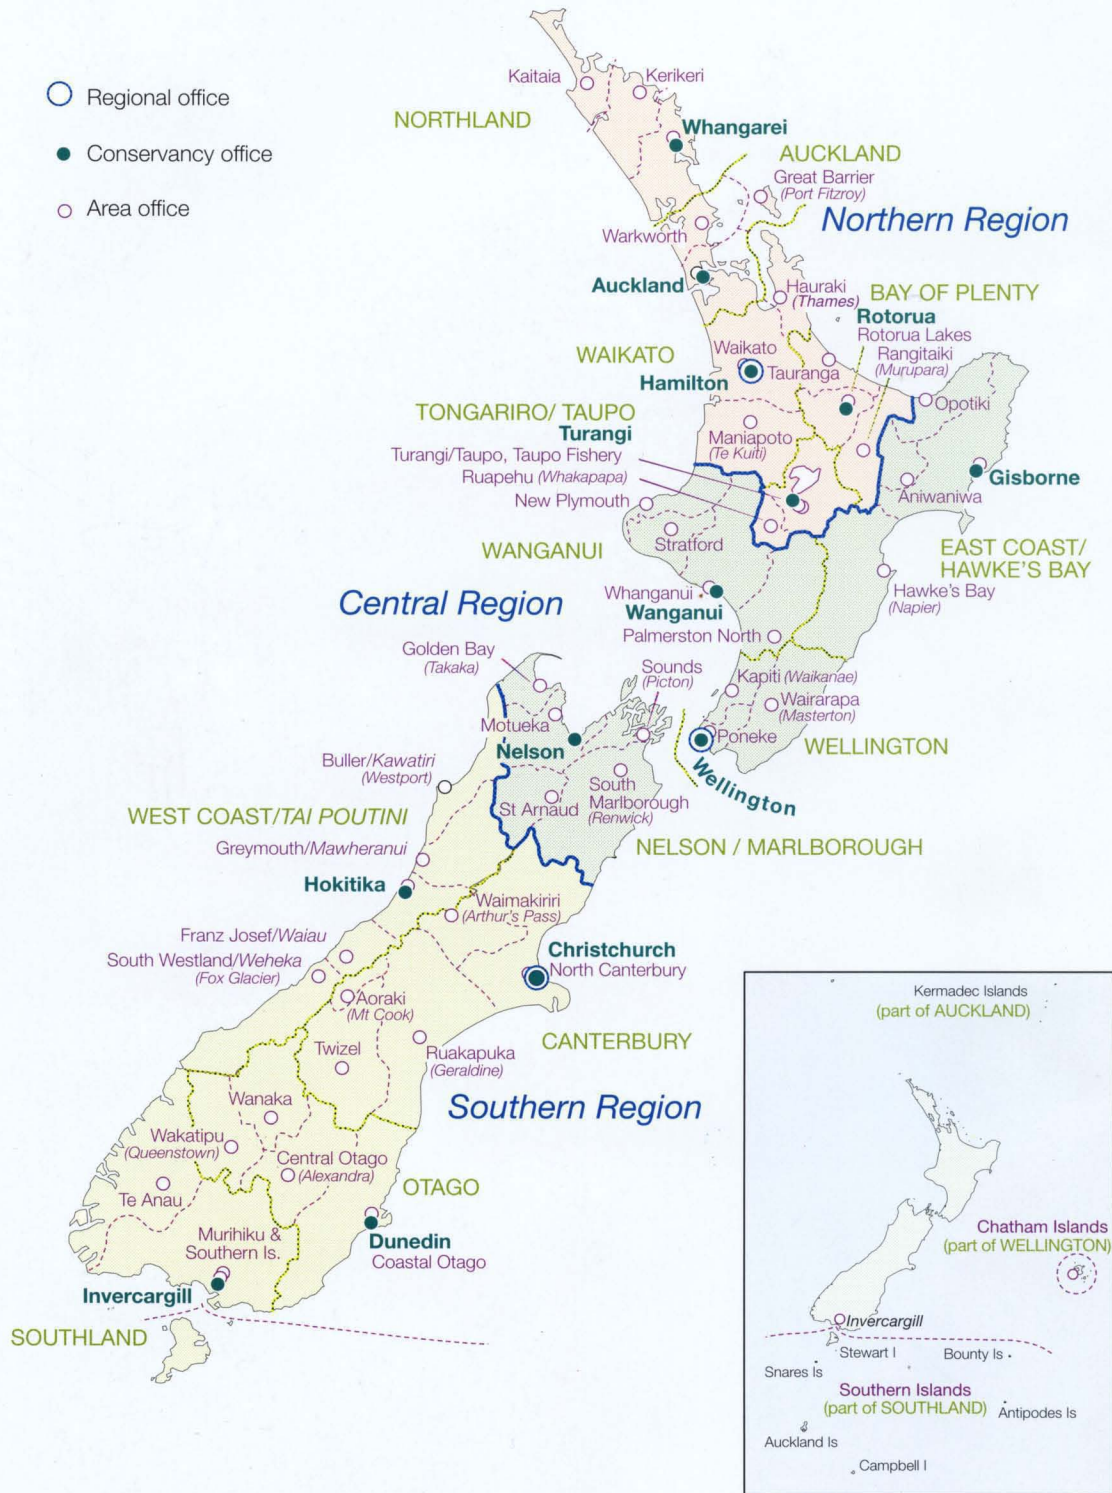 Regional office
Conservancy office
Area office
Kaitaia
Kerikeri
NORTHLAND
Whangarei
AUCKLAND
Great Barrier
(Port Fitzroy)
Northern Region
Warkworth
Auckland
Hauraki
(Thames)
BAY OF PLENTY
Rotorua
Rotorua Lakes
Rangitaiki
(Murupara)
WAIKATO
Waikato
Hamilton
Tauranga
Opotiki
TONGARIRO/ TAUPO
Turangi
Turangi/Taupo, Taupo Fishery
Ruapehu (Whakapapa)
Maniapoto
(Te Kuiti)
New Plymouth
Gisborne
Aniwaniwa
Stratford
WANGANUI
EAST COAST/
HAWKE'S BAY
Hawke's Bay
(Napier)
Whanganui
Wanganui
Central Region
Palmerston North
Golden Bay
(Takaka)
Sounds
(Picton)
Kapiti (Waikanae)
Wairarapa
(Masterton)
Motueka
Nelson
Poneke
WELLINGTON
Wellington
Buller/Kawatiri
(Westport)
South
Marlborough
(Renwick)
St Arnaud
WEST COAST/TAI POUTINI
NELSON / MARLBOROUGH
Greymouth/Mawheranui
Hokitika
Waimakiriri
(Arthur's Pass)
Franz Josef/Waiau
South Westland/Weheka
(Fox Glacier)
Christchurch
North Canterbury
Aoraki
(Mt Cook)
CANTERBURY
Twizel
Ruakapuka
(Geraldine)
Southern Region
Wanaka
Wakatipu
(Queenstown)
Central Otago
(Alexandra)
Te Anau
OTAGO
Murihiku &
Southern Is.
Dunedin
Coastal Otago
Invercargill
SOUTHLAND
Kermadec Islands
(part of AUCKLAND)
Chatham Islands
(part of WELLINGTON)
Invercargill
Stewart I
Bounty Is
Snares Is
Southern Islands
(part of SOUTHLAND)
Antipodes Is
Auckland Is
Campbell I